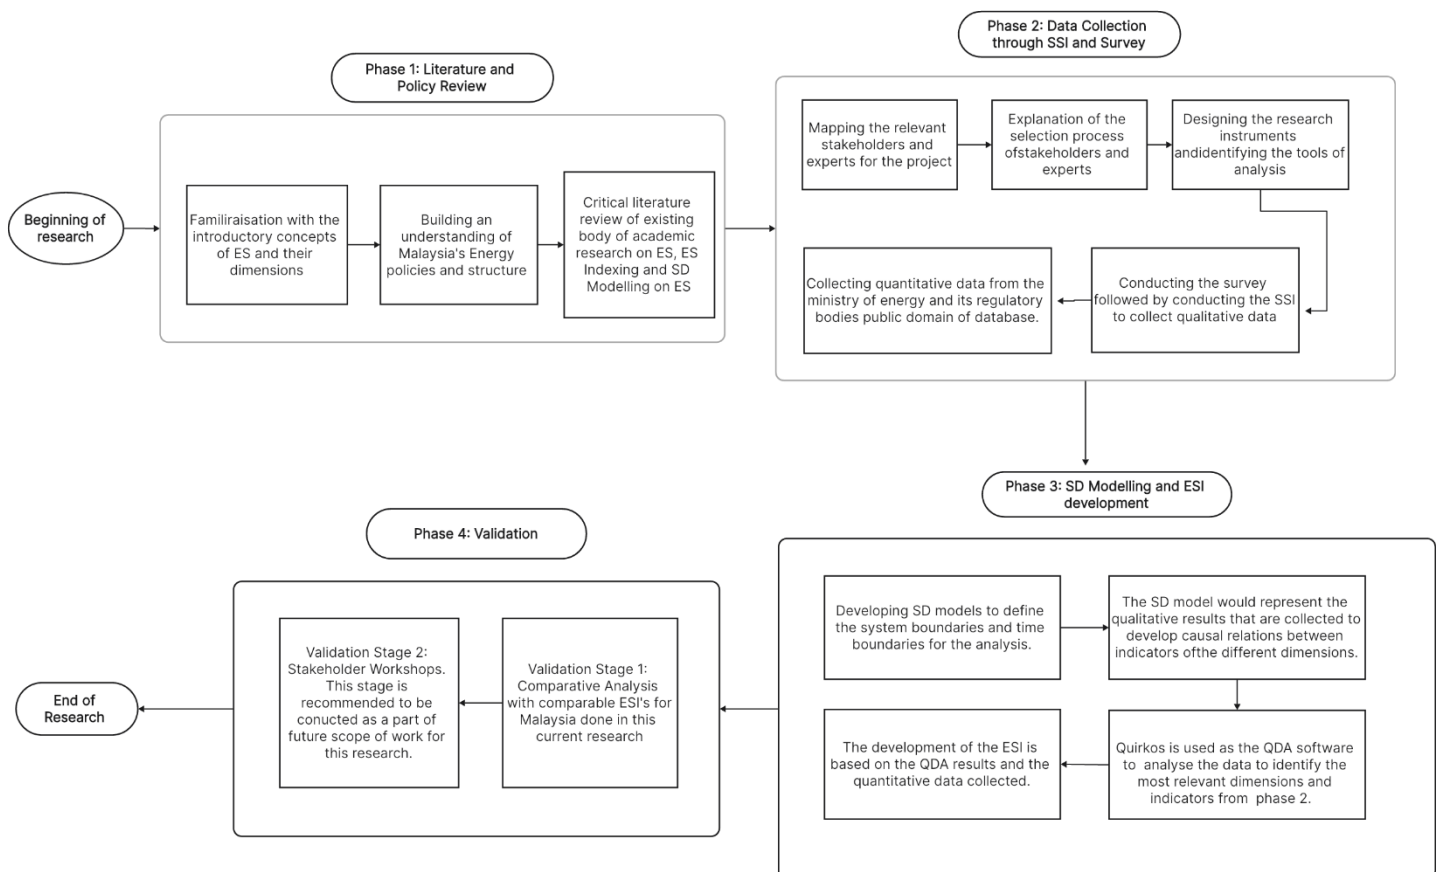 Beginning of
research
Phase 1: Literature and
Policy Review
Familiraisation with the
introductory concepts
of ES and their
dimensions
Building an
understanding of
Malaysia's Energy
policies and structure
Critical literature
review of existing
body of academic
research on ES, ES
Indexing and SD
Modelling on ES
Phase 2: Data Collection
through SSI and Survey
Mapping the relevant
stakeholders and
experts for the project
Explanation of the
selection process
ofstakeholders and
experts
Designing the research
instruments
andidentifying the tools of
analysis
Conducting the survey
followed by conducting the SSI
to collect qualitative data
Collecting quantitative data from the
ministry of energy and its regulatory
bodies public domain of database.
Phase 3: SD Modelling and ESI
development
Developing SD models to define
the system boundaries and time
boundaries for the analysis.
The SD model would represent the
qualitative results that are collected to
develop causal relations between
indicators ofthe different dimensions.
Quirkos is used as the QDA software
to analyse the data to identify the
most relevant dimensions and
indicators from phase 2.
The development of the ESI is
based on the QDA results and the
quantitative data collected.
Phase 4: Validation
Validation Stage 1:
Comparative Analysis
with comparable ESI's for
Malaysia done in this
current research
Validation Stage 2:
Stakeholder Workshops.
This stage is
recommended to be
conucted as a part of
future scope of work for
this research.
End of
Research